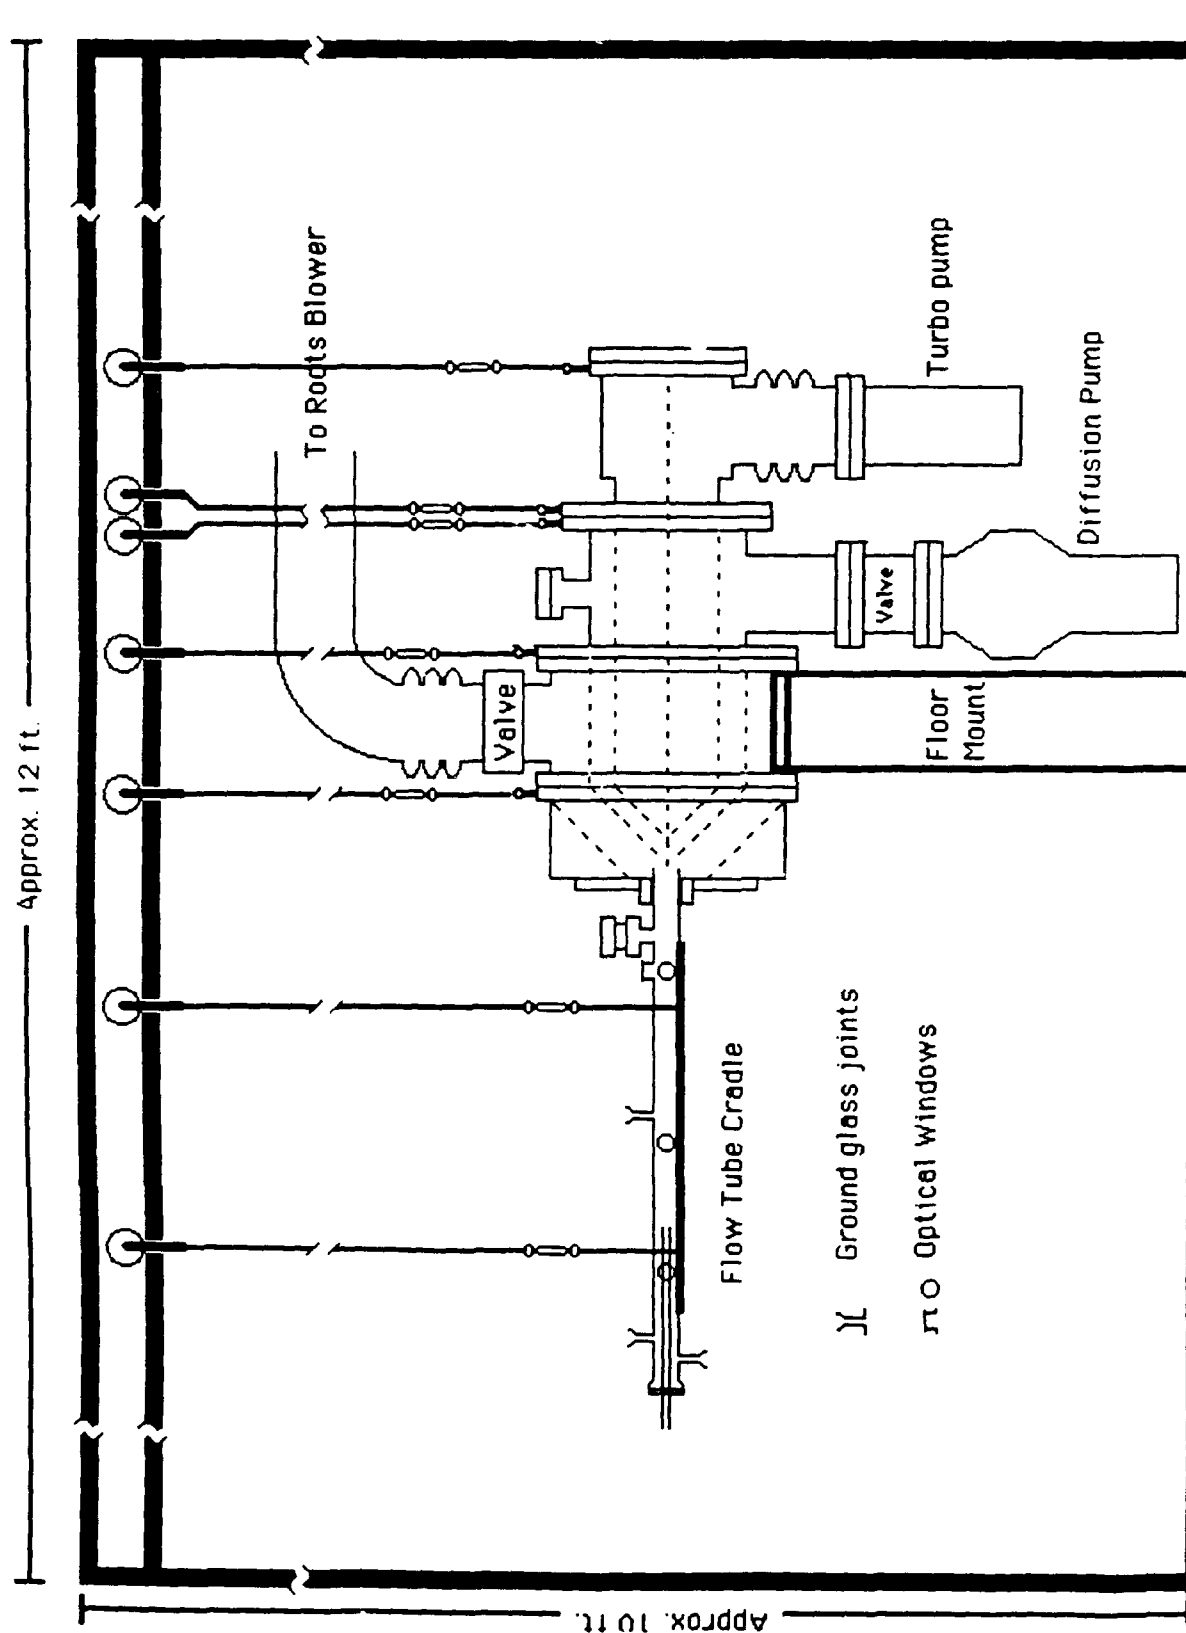 Approx. 12 ft.
Approx. 10 ft.
To Roots Blower
Turbo pump
Diffusion Pump
Valve
Valve
Floor
Mount
Flow Tube Cradle
Ground glass joints
Optical Windows